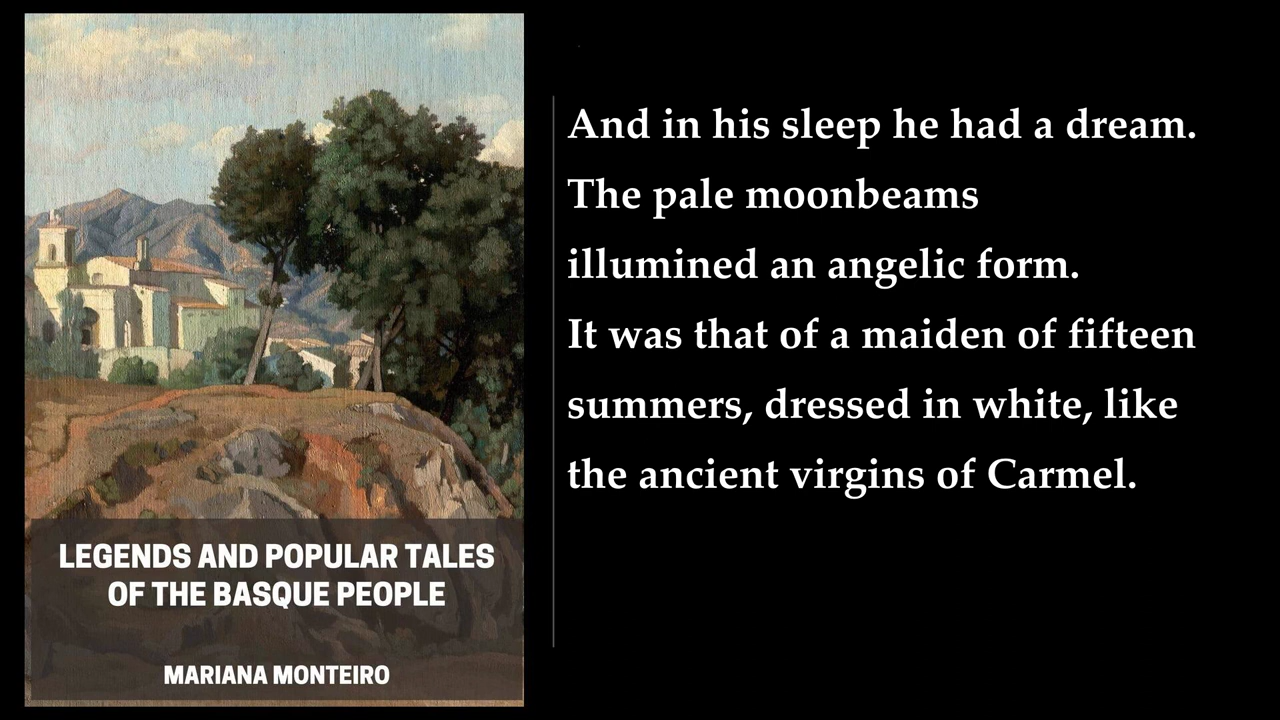 And in his sleep he had a dream.
The pale moonbeams
illumined an angelic form.
It was that of a maiden of fifteen
summers, dressed in white, like
the ancient virgins of Carmel.
LEGENDS AND POPULAR TALES
OF THE BASQUE PEOPLE
MARIANA MONTEIRO